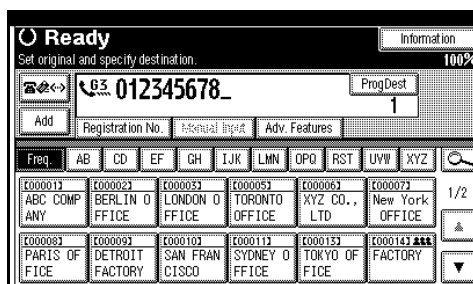 Ready
Information
Set original and specify destination.
100%
G3 012345678_
ProgDest
1
Add
Registration No.
Manual Input
Adv. Features
Freq. AB CD EF GH IJK LMN OPQ RST UVW XYZ
[00001] [00002] [00003] [00005] [00006] [00007]
ABC COMP BERLIN O LONDON O TORONTO XYZ CO., New York
ANY FFICE FFICE OFFICE LTD OFFICE
1/2
[00008] [00009] [00010] [00011] [00013] [00014]
PARIS OF DETROIT SAN FRAN SYDNEY O TOKYO OF FACTORY
FICE FACTORY CISCO FFICE FICE